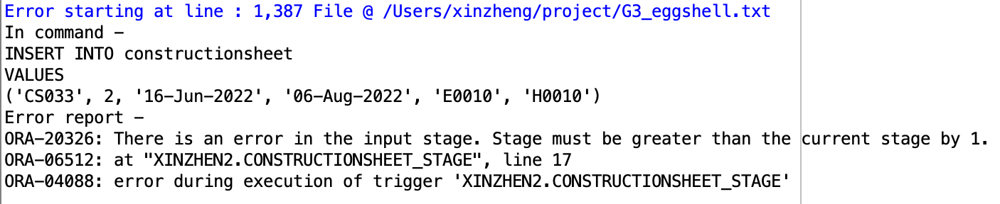 Error starting at line : 1,387 File @ /Users/xinzheng/project/G3_eggshell.txt
In command -
INSERT INTO constructionsheet
VALUES
('CS033', 2, '16-Jun-2022', '06-Aug-2022', 'E0010', 'H0010')
Error report -
ORA-20326: There is an error in the input stage. Stage must be greater than the current stage by 1.
ORA-06512: at "XINZHEN2.CONSTRUCTIONSHEET_STAGE", line 17
ORA-04088: error during execution of trigger 'XINZHEN2.CONSTRUCTIONSHEET_STAGE'